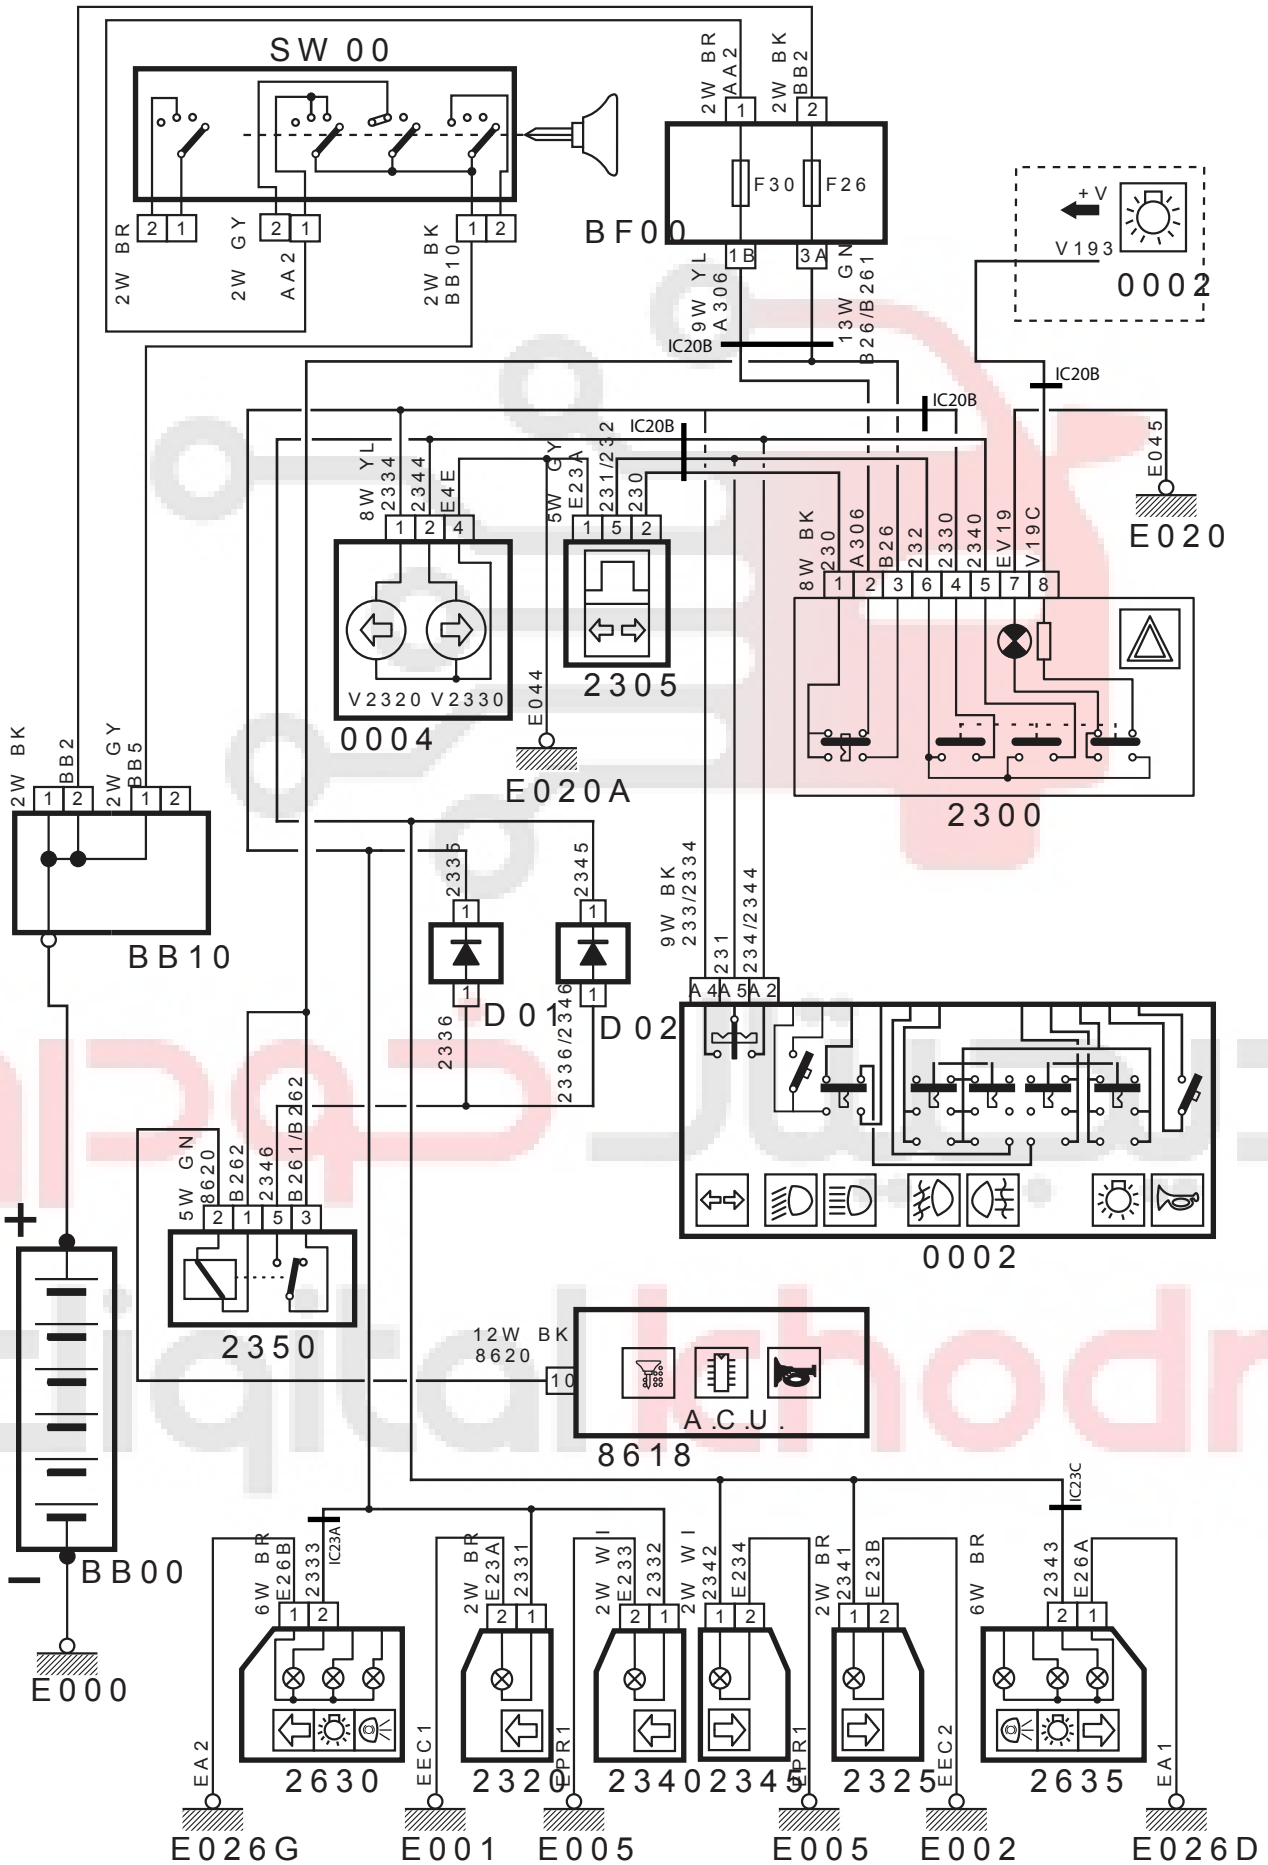 SW 00
2W BR
AA2
2W BK
BB2
1
2
F30
F26
BF00
1B
3A
+V
V193
0002
2W BR
2
1
2W GY
2
1
AA2
2W BK
BB10
1
2
9W YL
A306
13W GN
B26/B261
IC20B
IC20B
IC20B
IC20B
E045
E020
8W YL
2334
2344
E4E
1
2
4
5W GY
E23A
231/232
230
1
5
2
V2320
V2330
0004
2305
E044
E020A
8W BK
230
A306
B26
232
2330
2340
EV19
V19C
1
2
3
6
4
5
7
8
2300
2W BK
BB2
2W GY
BB5
1
2
1
2
BB10
2335
1
1
D01
2336
2345
1
1
D02
2336/2346
9W BK
233/2334
231
234/2344
A4
A5
A2
0002
5W GN
8620
B262
2346
B261/B262
2
1
5
3
2350
12W BK
8620
10
A.C.U.
8618
+
−
BB00
E000
IC23A
IC23C
6W BR
E26B
2333
1
2
2630
EA2
E026G
2W BR
E23A
2331
2
1
2320
EEC1
E001
2W WI
E233
2332
2
1
2340
EPR1
E005
2W WI
2342
E234
1
2
2345
EPR1
E005
2W BR
2341
E23B
1
2
2325
EEC2
E002
6W BR
2343
E26A
2
1
2635
EA1
E026D
digital khodro
دیجیتال خودرو